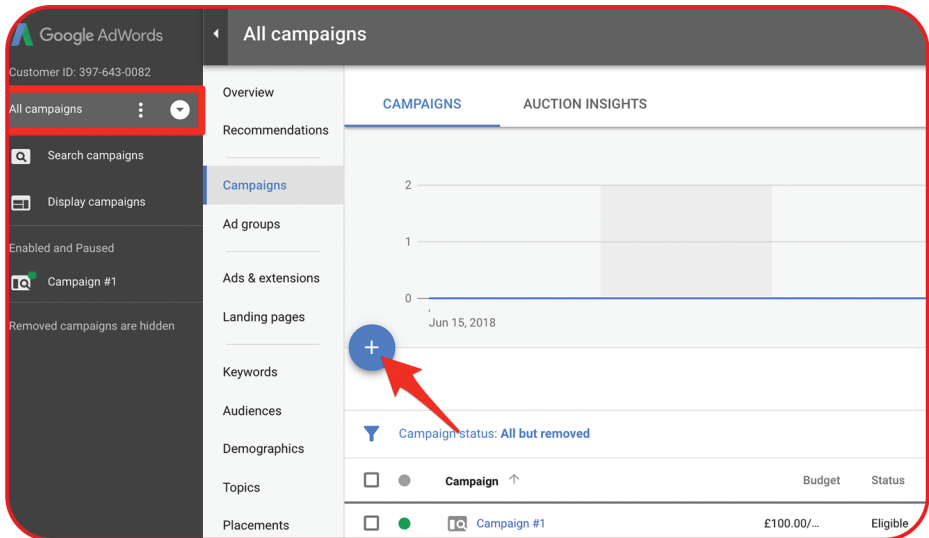 Google AdWords
All campaigns
Customer ID: 397-643-0082
All campaigns
Search campaigns
Display campaigns
Enabled and Paused
Campaign #1
Removed campaigns are hidden
Overview
Recommendations
Campaigns
Ad groups
Ads & extensions
Landing pages
Keywords
Audiences
Demographics
Topics
Placements
CAMPAIGNS AUCTION INSIGHTS
2
1
0
Jun 15, 2018
Campaign status: All but removed
Campaign Budget Status
Campaign #1 £100.00/... Eligible